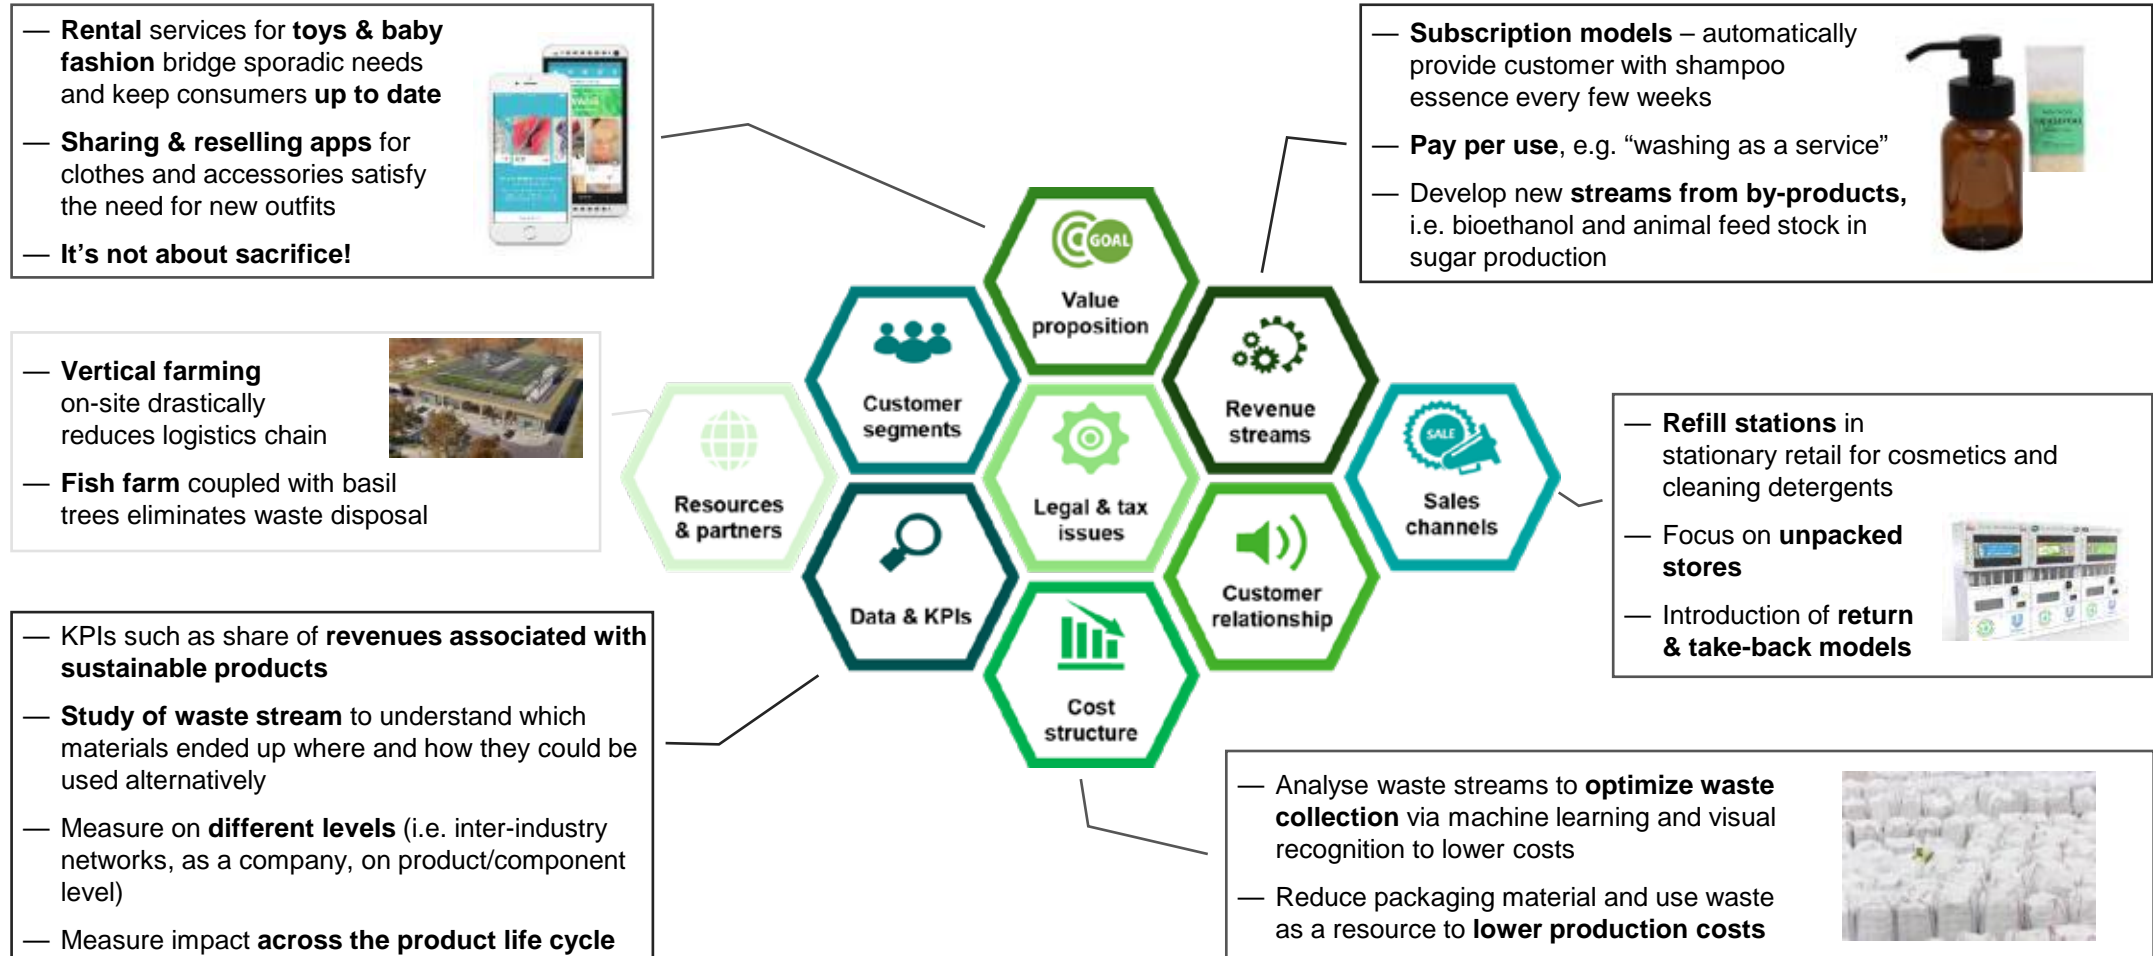 — Rental services for toys & baby
fashion bridge sporadic needs
and keep consumers up to date
— Sharing & reselling apps for
clothes and accessories satisfy
the need for new outfits
— It’s not about sacrifice!
— Subscription models – automatically
provide customer with shampoo
essence every few weeks
— Pay per use, e.g. “washing as a service”
— Develop new streams from by-products,
i.e. bioethanol and animal feed stock in
sugar production
GOAL
Value
proposition
Customer
segments
Revenue
streams
— Vertical farming
on-site drastically
reduces logistics chain
— Fish farm coupled with basil
trees eliminates waste disposal
Resources
& partners
Legal & tax
issues
SALE
Sales
channels
— Refill stations in
stationary retail for cosmetics and
cleaning detergents
— Focus on unpacked
stores
— Introduction of return
& take-back models
Data & KPIs
Customer
relationship
Cost
structure
— KPIs such as share of revenues associated with
sustainable products
— Study of waste stream to understand which
materials ended up where and how they could be
used alternatively
— Measure on different levels (i.e. inter-industry
networks, as a company, on product/component
level)
— Measure impact across the product life cycle
— Analyse waste streams to optimize waste
collection via machine learning and visual
recognition to lower costs
— Reduce packaging material and use waste
as a resource to lower production costs